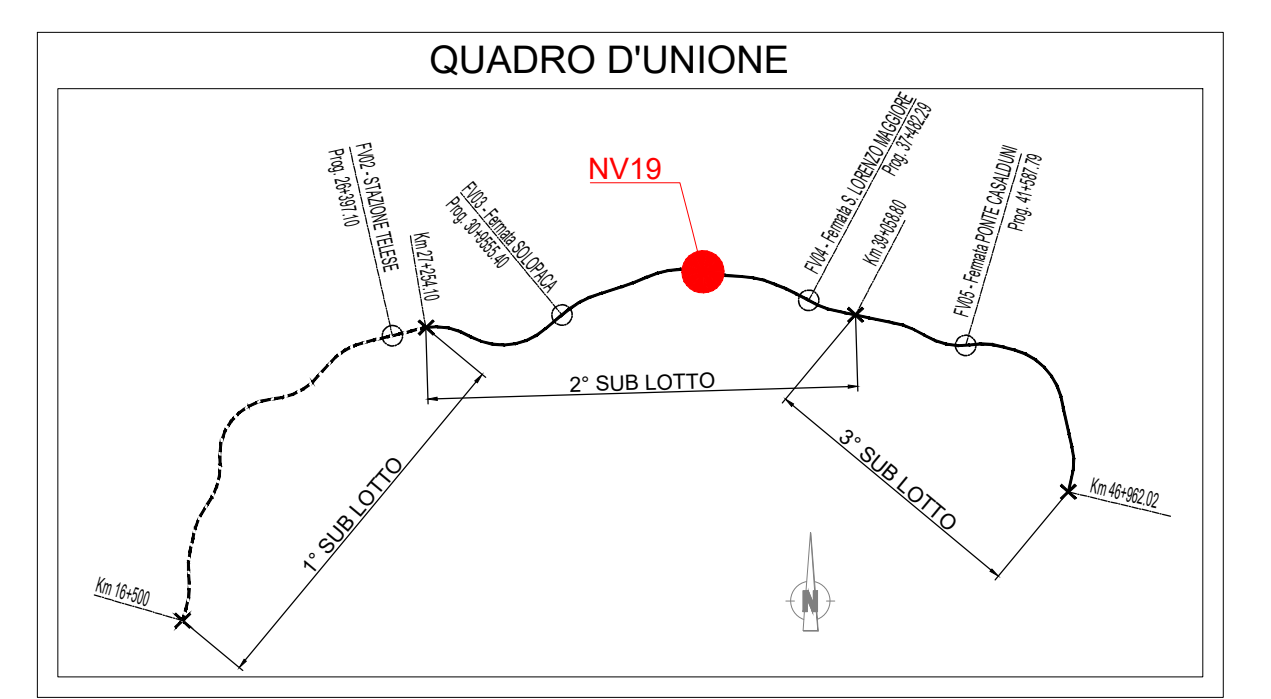 QUADRO D'UNIONE
FV02 - STAZIONE TELESE
Prog. 26+397.10
Km 27+254.10
FV03 - Fermata SOLOPACA
Prog. 30+9555.40
NV19
FV04 - Fermata S. LORENZO MAGGIORE
Prog. 37+482.29
Km 39+058.80
FV05 - Fermata PONTE CASALDUNI
Prog. 41+587.79
2° SUB LOTTO
1° SUB LOTTO
3° SUB LOTTO
Km 46+962.02
Km 16+500
N